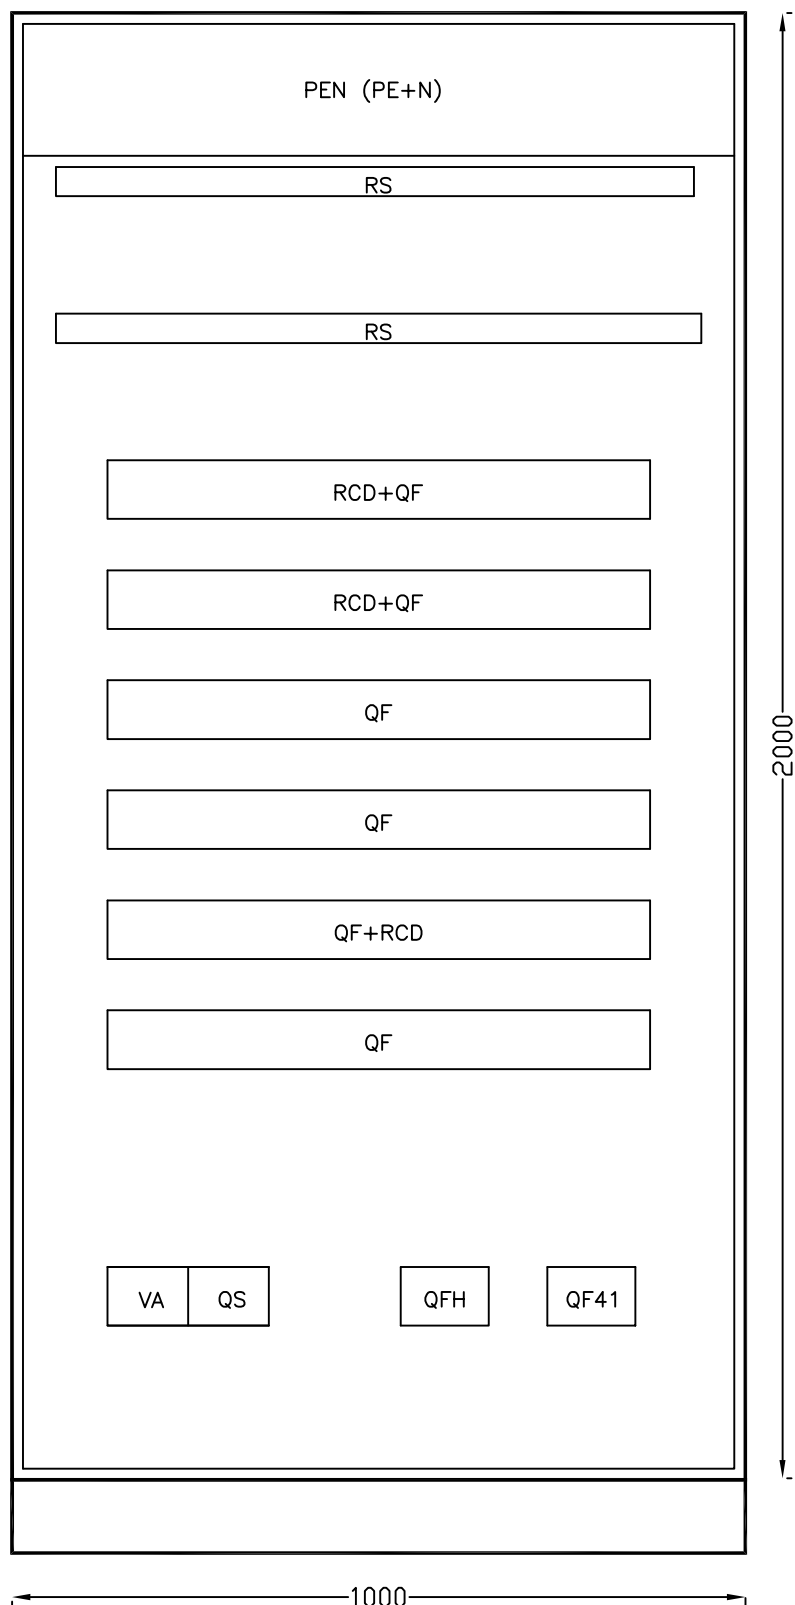 PEN (PE+N)
RS
RS
RCD+QF
RCD+QF
QF
2000
QF
QF+RCD
QF
VA QS QFH QF41
1000